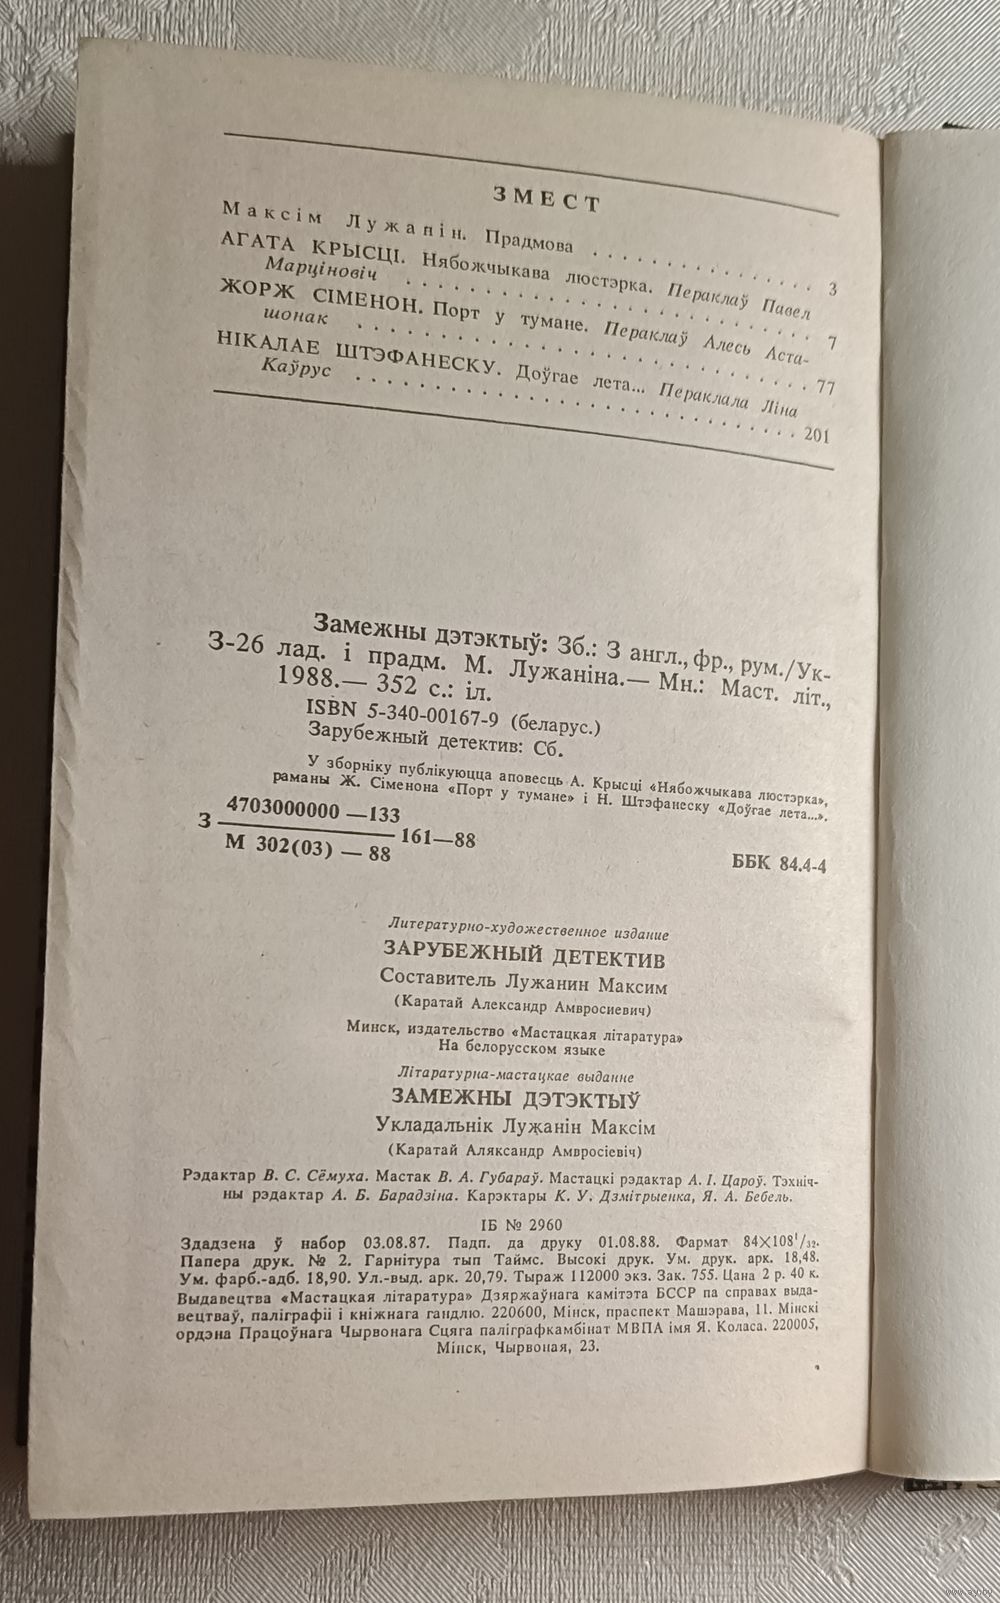 ЗМЕСТ
Максім Лужанін. Прадмова . . . . . . . . . . . . . . 3
АГАТА КРЫСЦІ. Нябожчыкава люстэрка. Пераклаў Павел
Марціновіч . . . . . . . . . . . . . . . . . . . . . 7
ЖОРЖ СІМЕНОН. Порт у тумане. Пераклаў Алесь Аста-
шонак . . . . . . . . . . . . . . . . . . . . . . . 77
НІКАЛАЕ ШТЭФАНЕСКУ. Доўгае лета... Пераклала Ліна
Каўрус . . . . . . . . . . . . . . . . . . . . . . . 201
Замежны дэтэктыў: Зб.: З англ., фр., рум./Ук-
З-26 лад. і прадм. М. Лужаніна.— Мн.: Маст. літ.,
1988.— 352 с.: іл.
ISBN 5-340-00167-9 (беларус.)
Зарубежный детектив: Сб.
У зборніку публікуюцца аповесць А. Крысці «Нябожчыкава люстэрка»,
раманы Ж. Сіменона «Порт у тумане» і Н. Штэфанеску «Доўгае лета...».
4703000000 —133
З 161—88
М 302(03) — 88
ББК 84.4-4
Литературно-художественное издание
ЗАРУБЕЖНЫЙ ДЕТЕКТИВ
Составитель Лужанин Максим
(Каратай Александр Амвросиевич)
Минск, издательство «Мастацкая літаратура»
На белорусском языке
Літаратурна-мастацкае выданне
ЗАМЕЖНЫ ДЭТЭКТЫЎ
Укладальнік Лужанін Максім
(Каратай Аляксандр Амвросіевіч)
Рэдактар В. С. Сёмуха. Мастак В. А. Губараў. Мастацкі рэдактар А. І. Цароў. Тэхніч-
ны рэдактар А. Б. Барадзіна. Карэктары К. У. Дзмітрыенка, Я. А. Бебель.
ІБ № 2960
Здадзена ў набор 03.08.87. Падп. да друку 01.08.88. Фармат 84×108¹/₃₂.
Папера друк. № 2. Гарнітура тып Таймс. Высокі друк. Ум. друк. арк. 18,48.
Ум. фарб.-адб. 18,90. Ул.-выд. арк. 20,79. Тыраж 112000 экз. Зак. 755. Цана 2 р. 40 к.
Выдавецтва «Мастацкая літаратура» Дзяржаўнага камітэта БССР па справах выда-
вецтваў, паліграфіі і кніжнага гандлю. 220600, Мінск, праспект Машэрава, 11. Мінскі
ордэна Працоўнага Чырвонага Сцяга паліграфкамбінат МВПА імя Я. Коласа. 220005,
Мінск, Чырвоная, 23.
www.ay.by